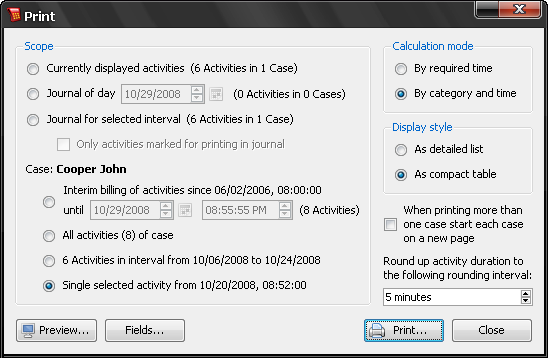 Print
Scope
Currently displayed activities (6 Activities in 1 Case)
Journal of day 10/29/2008 (0 Activities in 0 Cases)
Journal for selected interval (6 Activities in 1 Case)
Only activities marked for printing in journal
Case: Cooper John
Interim billing of activities since 06/02/2006, 08:00:00
until 10/29/2008 08:55:55 PM (8 Activities)
All activities (8) of case
6 Activities in interval from 10/06/2008 to 10/24/2008
Single selected activity from 10/20/2008, 08:52:00
Calculation mode
By required time
By category and time
Display style
As detailed list
As compact table
When printing more than
one case start each case
on a new page
Round up activity duration to
the following rounding interval:
5 minutes
Preview...
Fields...
Print...
Close